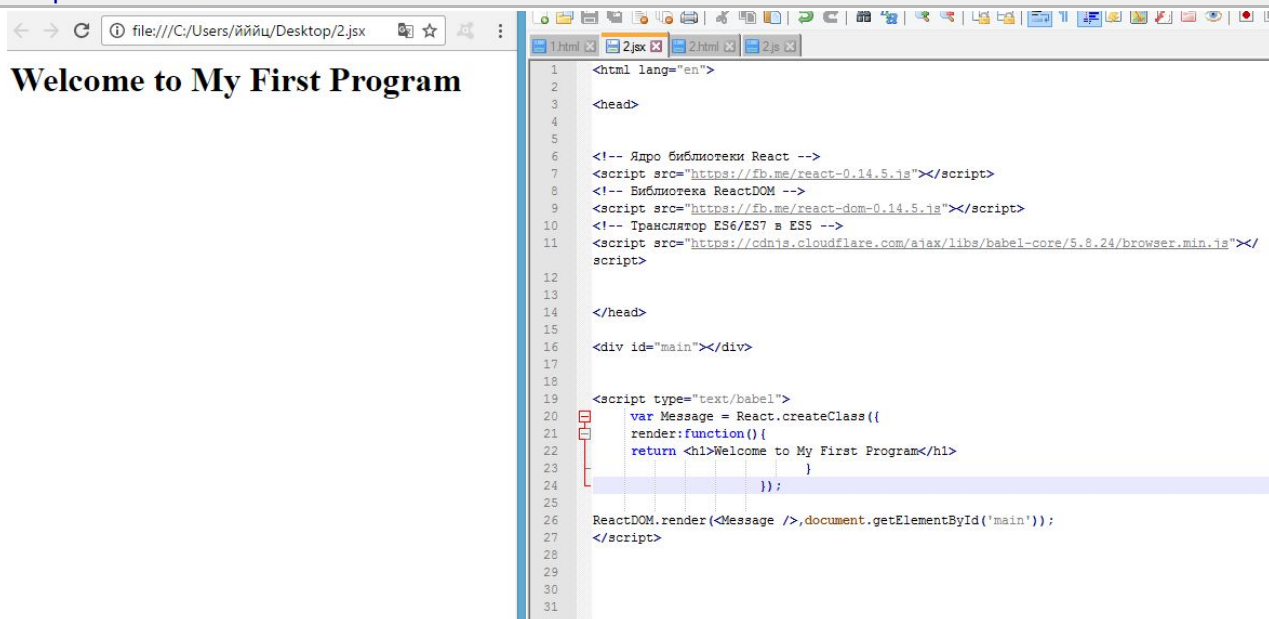 file:///C:/Users/йййцу/Desktop/2.jsx
Welcome to My First Program
1.html
2.jsx
2.html
2.js
1 <html lang="en">
2
3 <head>
4
5
6 <!-- Ядро библиотеки React -->
7 <script src="https://fb.me/react-0.14.5.js"></script>
8 <!-- Библиотека ReactDOM -->
9 <script src="https://fb.me/react-dom-0.14.5.js"></script>
10 <!-- Транслятор ES6/ES7 в ES5 -->
11 <script src="https://cdnjs.cloudflare.com/ajax/libs/babel-core/5.8.24/browser.min.js"></
script>
12
13
14 </head>
15
16 <div id="main"></div>
17
18
19 <script type="text/babel">
20 var Message = React.createClass({
21 render:function(){
22 return <h1>Welcome to My First Program</h1>
23 }
24 });
25
26 ReactDOM.render(<Message />,document.getElementById('main'));
27 </script>
28
29
30
31